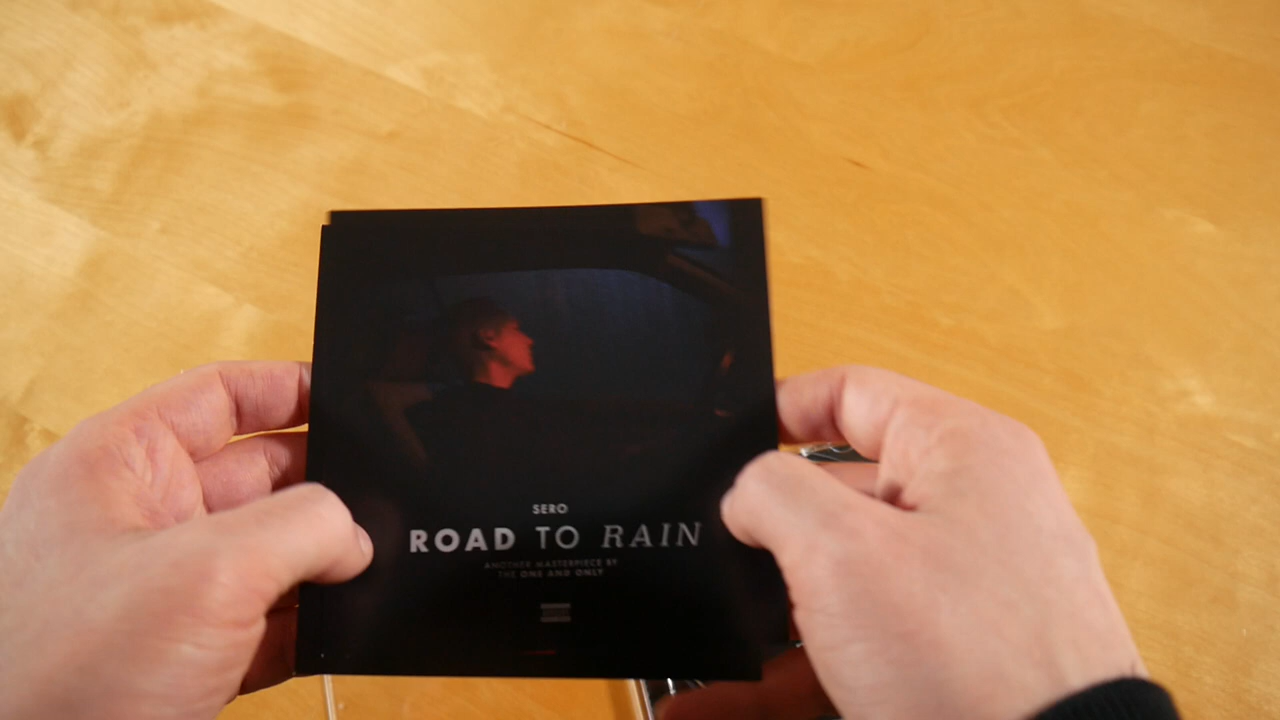 SERO
ROAD TO RAIN
ANOTHER MASTERPIECE BY
THE ONE AND ONLY